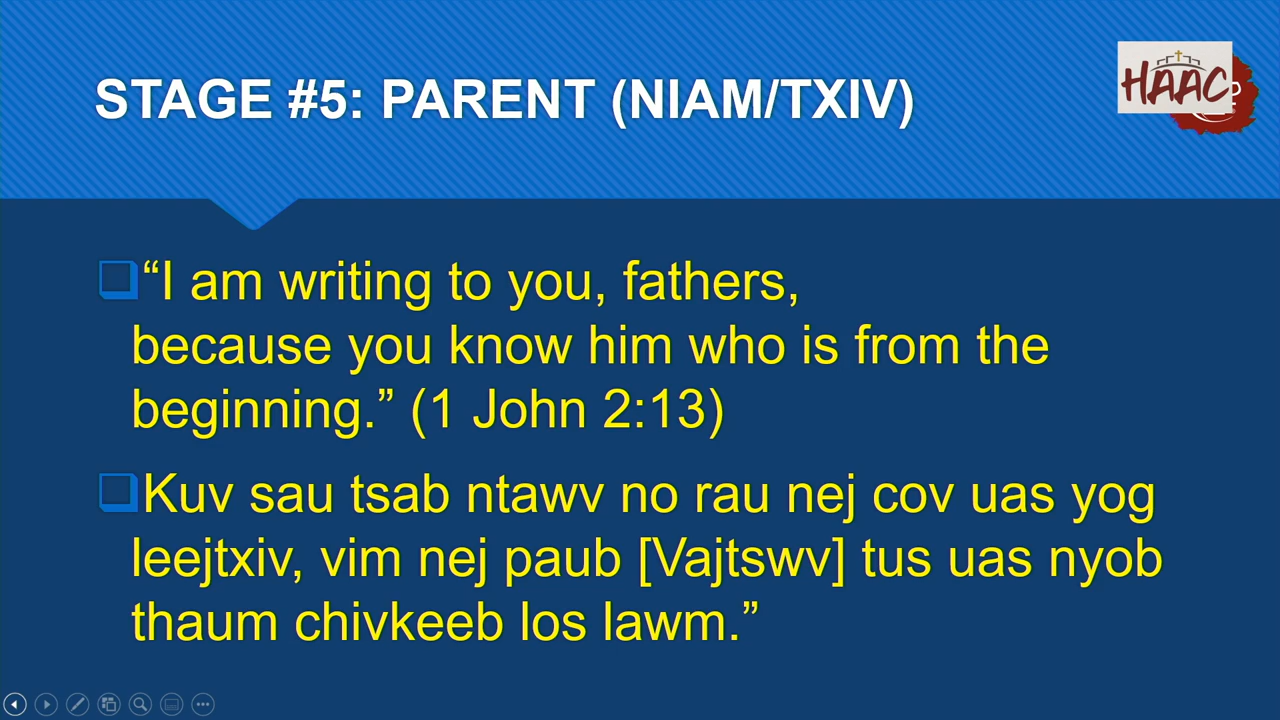 STAGE #5: PARENT (NIAM/TXIV)
HAAC
“I am writing to you, fathers,
because you know him who is from the
beginning.” (1 John 2:13)
Kuv sau tsab ntawv no rau nej cov uas yog
leejtxiv, vim nej paub [Vajtswv] tus uas nyob
thaum chivkeeb los lawm.”